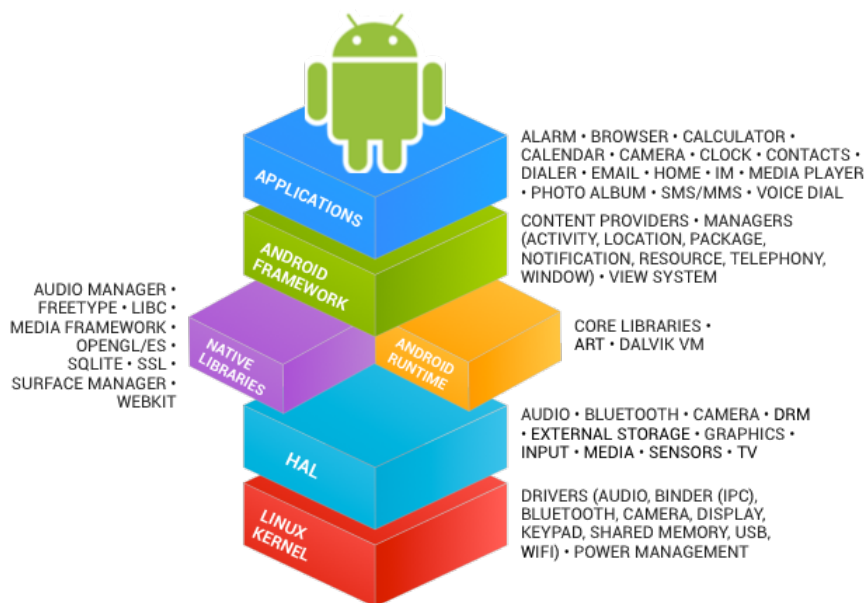 ALARM • BROWSER • CALCULATOR •
CALENDAR • CAMERA • CLOCK • CONTACTS •
DIALER • EMAIL • HOME • IM • MEDIA PLAYER
• PHOTO ALBUM • SMS/MMS • VOICE DIAL
APPLICATIONS
CONTENT PROVIDERS • MANAGERS
(ACTIVITY, LOCATION, PACKAGE,
NOTIFICATION, RESOURCE, TELEPHONY,
WINDOW) • VIEW SYSTEM
ANDROID
FRAMEWORK
AUDIO MANAGER •
FREETYPE • LIBC •
MEDIA FRAMEWORK •
OPENGL/ES •
SQLITE • SSL •
SURFACE MANAGER •
WEBKIT
NATIVE
LIBRARIES
ANDROID
RUNTIME
CORE LIBRARIES •
ART • DALVIK VM
HAL
AUDIO • BLUETOOTH • CAMERA • DRM
• EXTERNAL STORAGE • GRAPHICS •
INPUT • MEDIA • SENSORS • TV
LINUX
KERNEL
DRIVERS (AUDIO, BINDER (IPC),
BLUETOOTH, CAMERA, DISPLAY,
KEYPAD, SHARED MEMORY, USB,
WIFI) • POWER MANAGEMENT